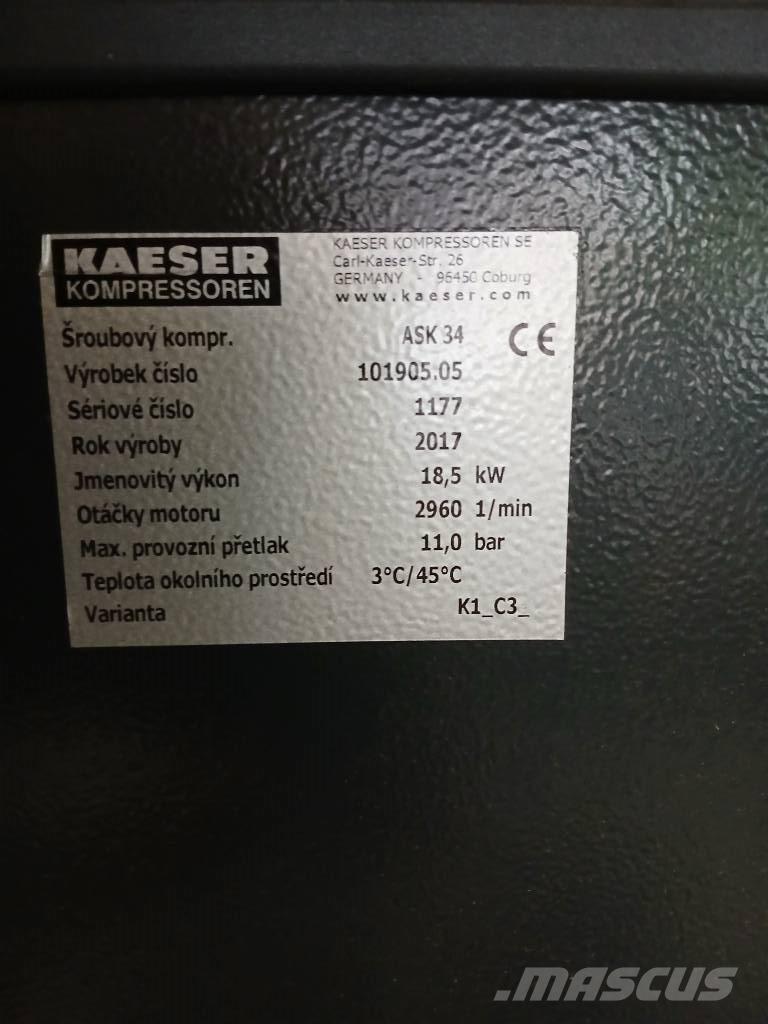 KAESER
KOMPRESSOREN
KAESER KOMPRESSOREN SE
Carl-Kaeser-Str. 26
GERMANY - 96450 Coburg
www.kaeser.com
Šroubový kompr. ASK 34 CE
Výrobek číslo 101905.05
Sériové číslo 1177
Rok výroby 2017
Jmenovitý výkon 18,5 kW
Otáčky motoru 2960 1/min
Max. provozní přetlak 11,0 bar
Teplota okolního prostředí 3°C/45°C
Varianta K1_C3_
MASCUS